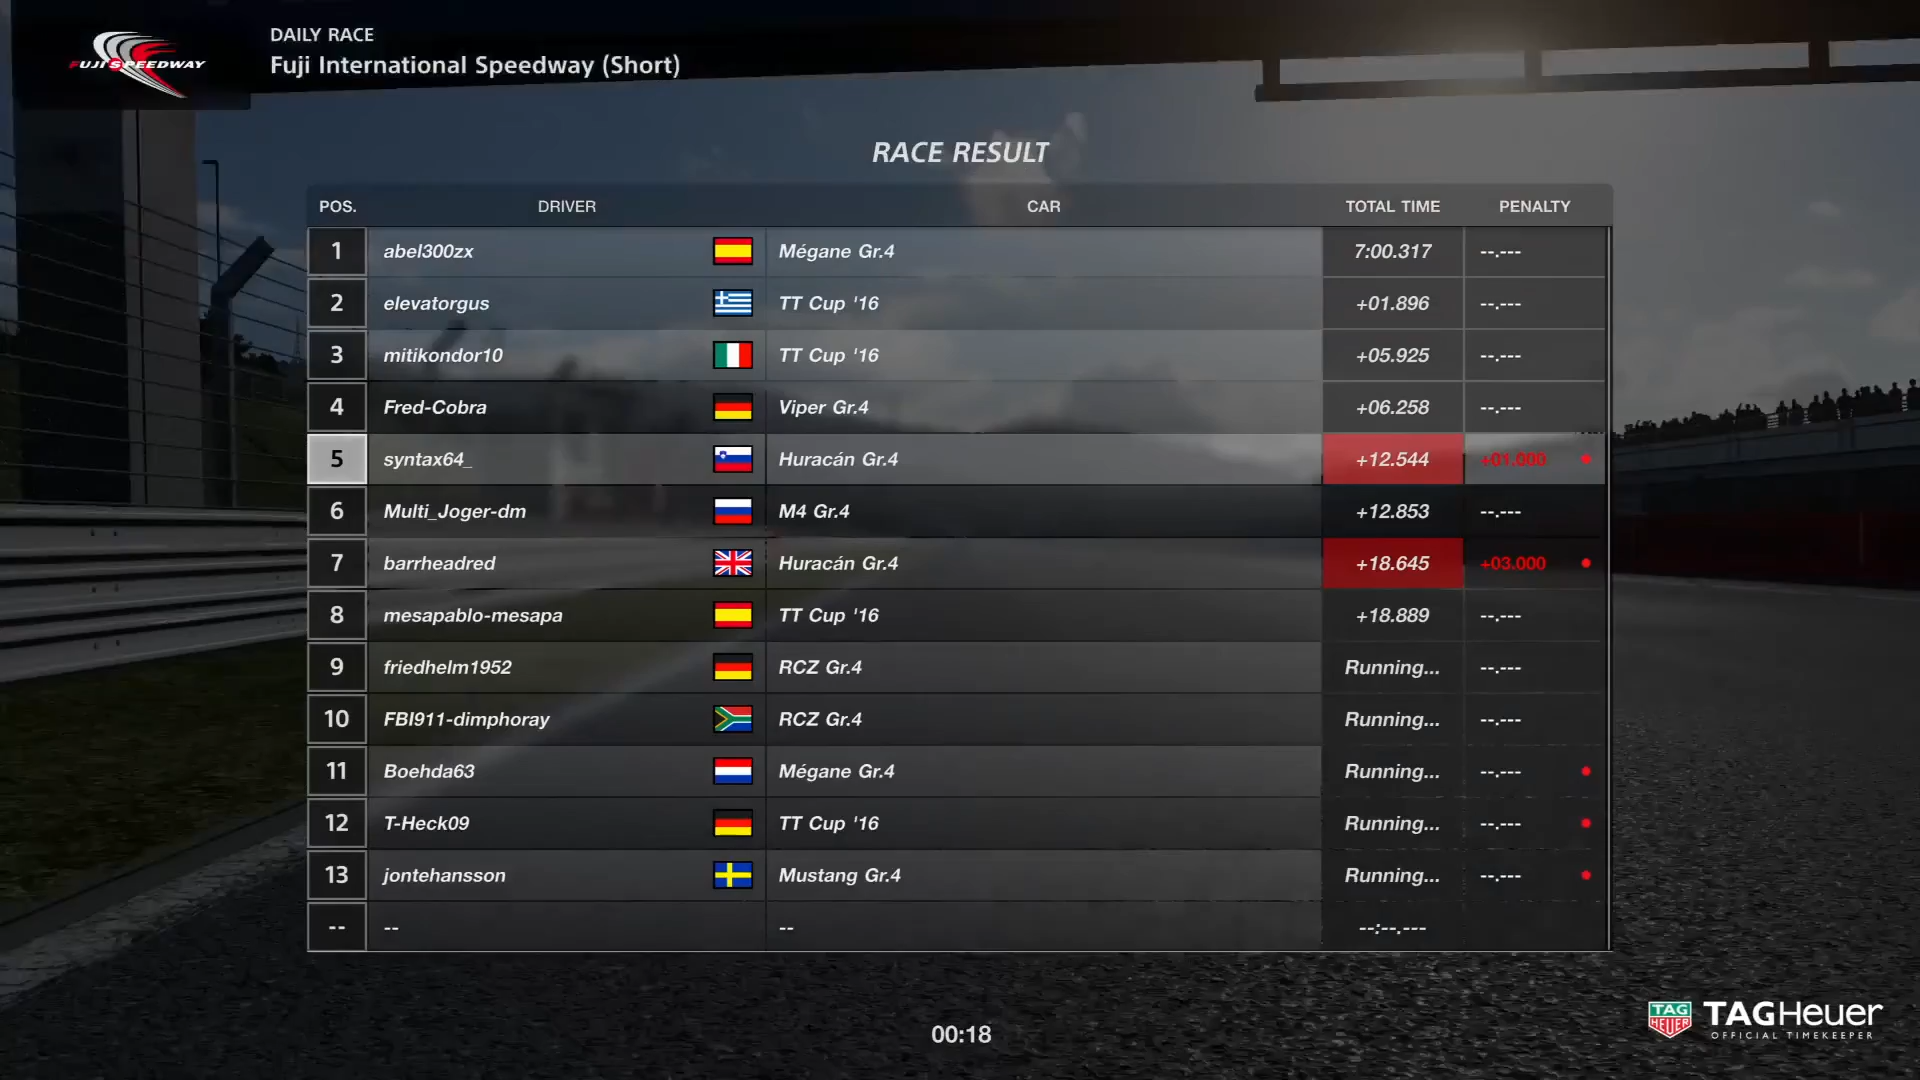 FUJI SPEEDWAY
DAILY RACE
Fuji International Speedway (Short)
RACE RESULT
POS. DRIVER CAR TOTAL TIME PENALTY
1 abel300zx Mégane Gr.4 7:00.317 --.---
2 elevatorgus TT Cup '16 +01.896 --.---
3 mitikondor10 TT Cup '16 +05.925 --.---
4 Fred-Cobra Viper Gr.4 +06.258 --.---
5 syntax64_ Huracán Gr.4 +12.544 +01.000
6 Multi_Joger-dm M4 Gr.4 +12.853 --.---
7 barrheadred Huracán Gr.4 +18.645 +03.000
8 mesapablo-mesapa TT Cup '16 +18.889 --.---
9 friedhelm1952 RCZ Gr.4 Running... --.---
10 FBI911-dimphoray RCZ Gr.4 Running... --.---
11 Boehda63 Mégane Gr.4 Running... --.---
12 T-Heck09 TT Cup '16 Running... --.---
13 jontehansson Mustang Gr.4 Running... --.---
-- -- -- --:--.---
00:18
TAG HEUER TAGHeuer
OFFICIAL TIMEKEEPER